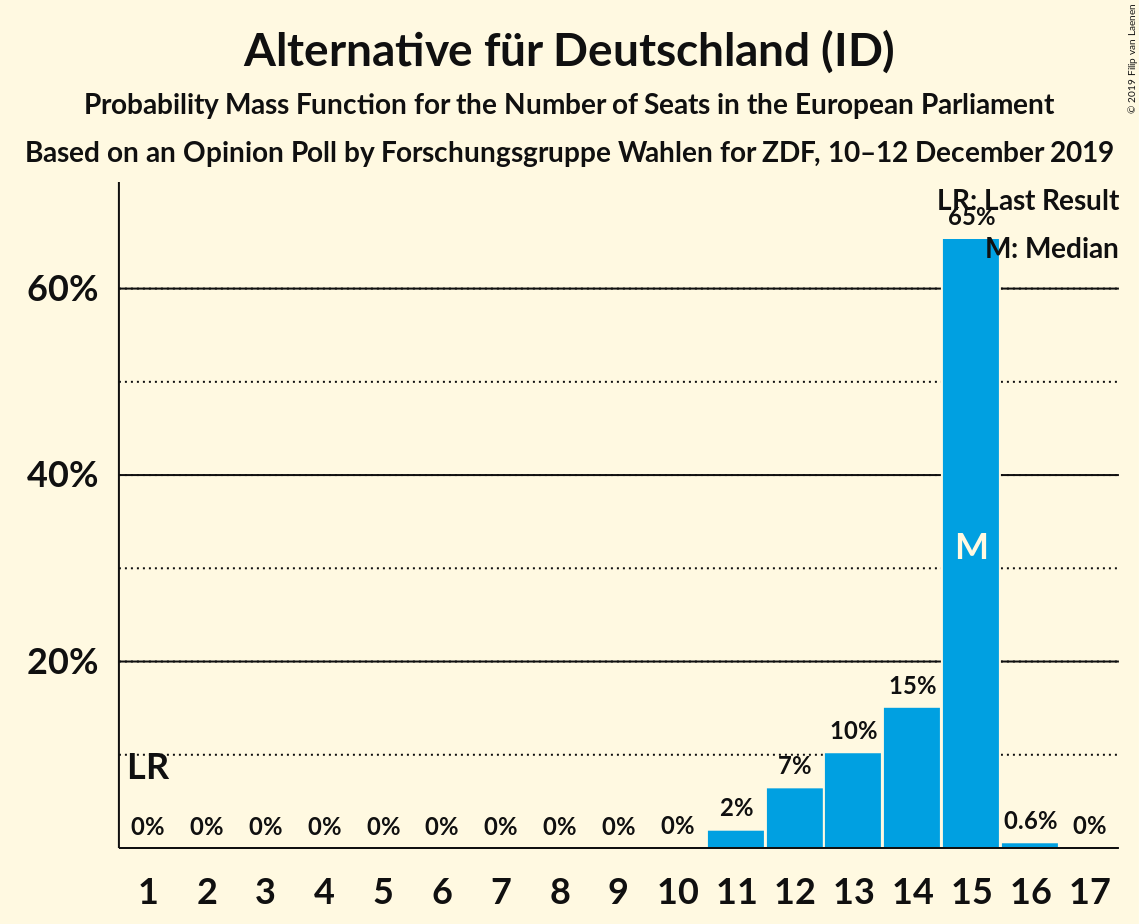 Alternative für Deutschland (ID)
Probability Mass Function for the Number of Seats in the European Parliament
Based on an Opinion Poll by Forschungsgruppe Wahlen for ZDF, 10–12 December 2019
© 2019 Filip van Laenen
LR: Last Result
M: Median
60%
40%
20%
LR
M
0% 0% 0% 0% 0% 0% 0% 0% 0% 0% 2% 7% 10% 15% 65% 0.6% 0%
1 2 3 4 5 6 7 8 9 10 11 12 13 14 15 16 17